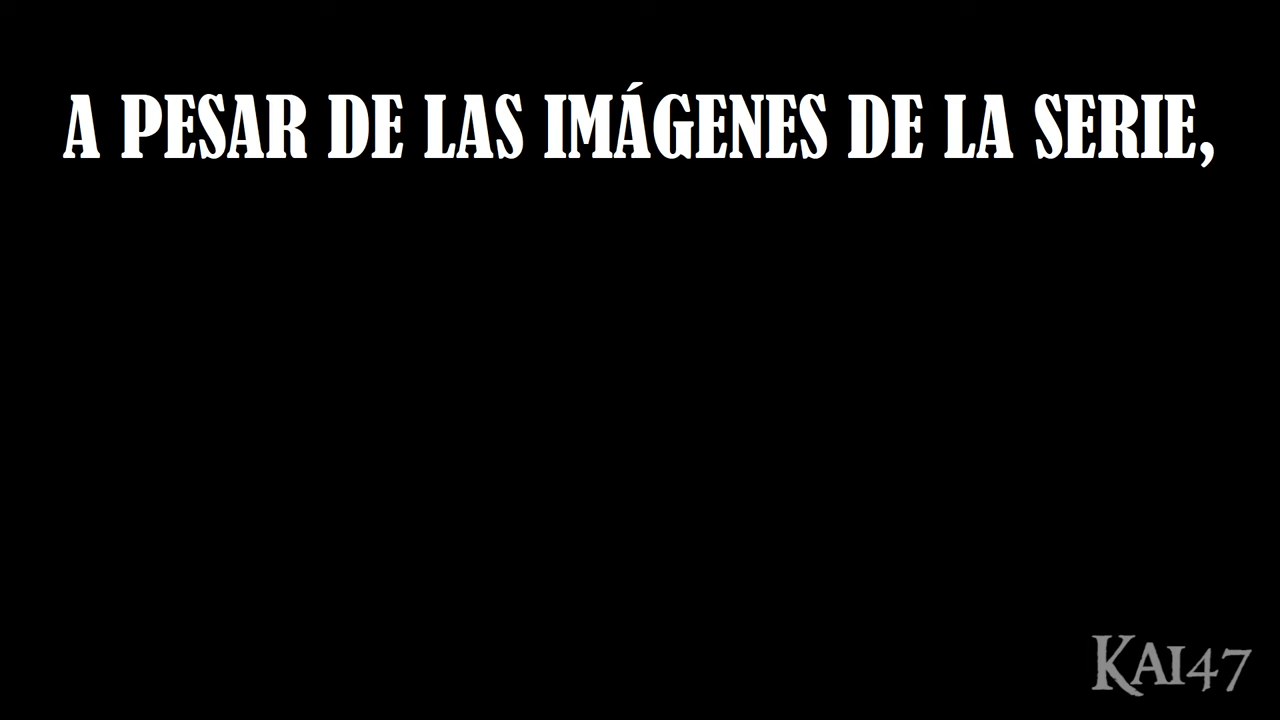 A PESAR DE LAS IMÁGENES DE LA SERIE,
KAI47